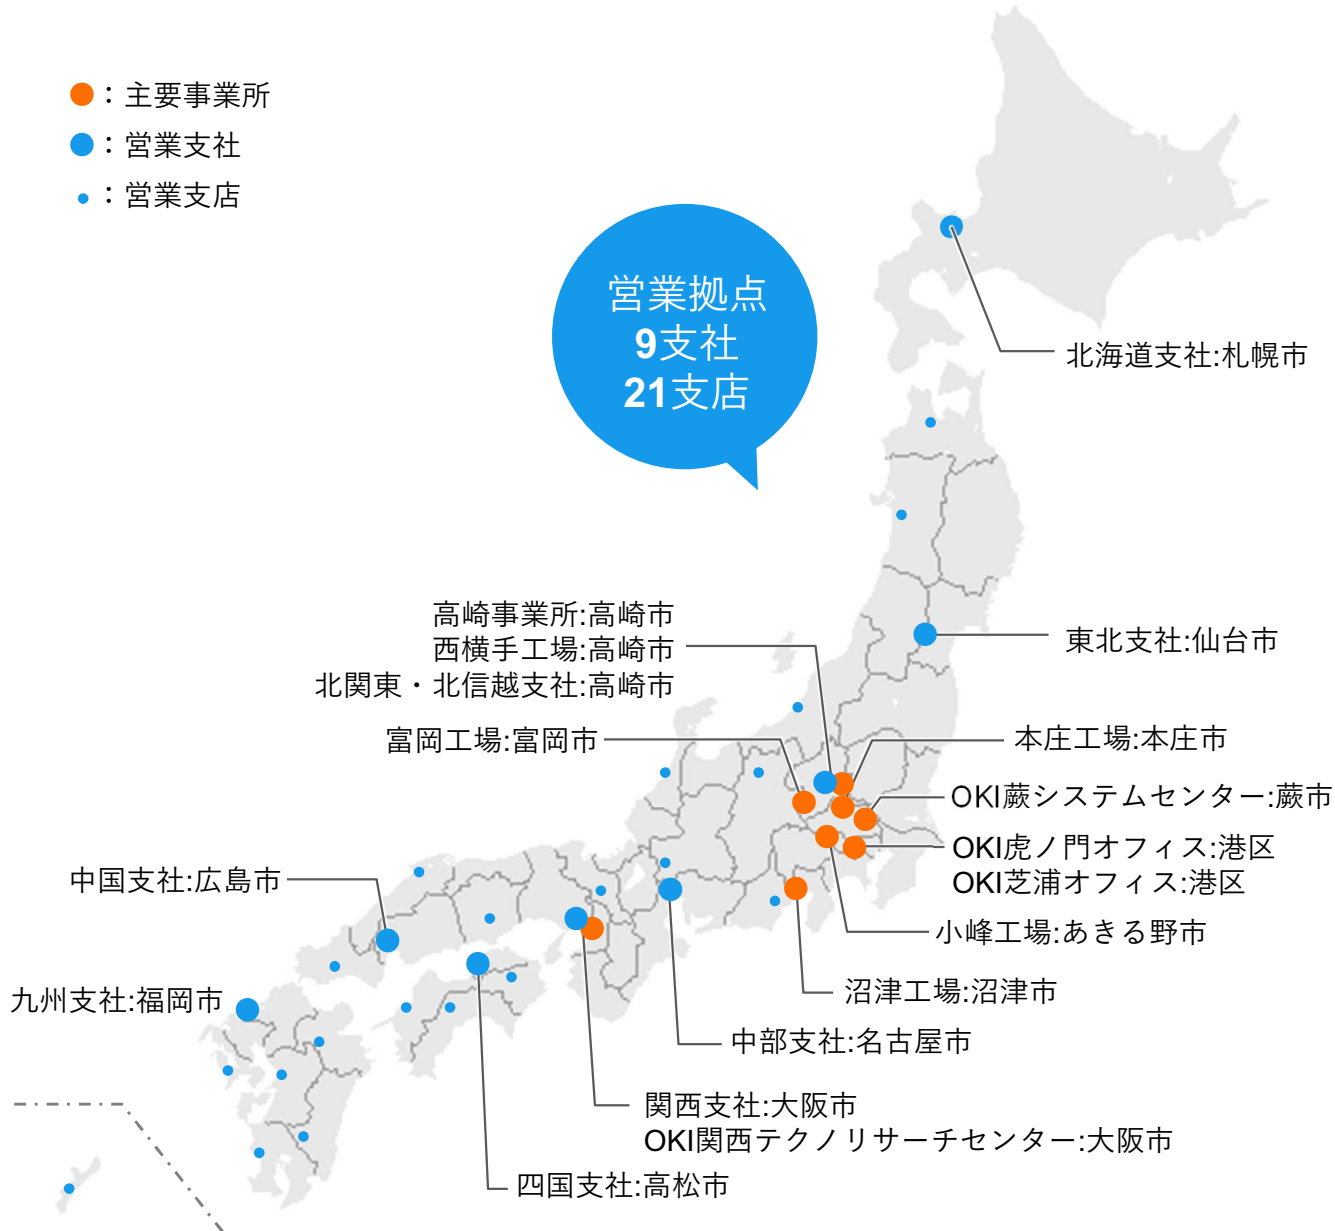 ：主要事業所
：営業支社
：営業支店
営業拠点
9支社
21支店
北海道支社:札幌市
高崎事業所:高崎市
西横手工場:高崎市
北関東・北信越支社:高崎市
東北支社:仙台市
富岡工場:富岡市
本庄工場:本庄市
OKI蕨システムセンター:蕨市
OKI虎ノ門オフィス:港区
OKI芝浦オフィス:港区
中国支社:広島市
小峰工場:あきる野市
沼津工場:沼津市
九州支社:福岡市
中部支社:名古屋市
関西支社:大阪市
OKI関西テクノリサーチセンター:大阪市
四国支社:高松市